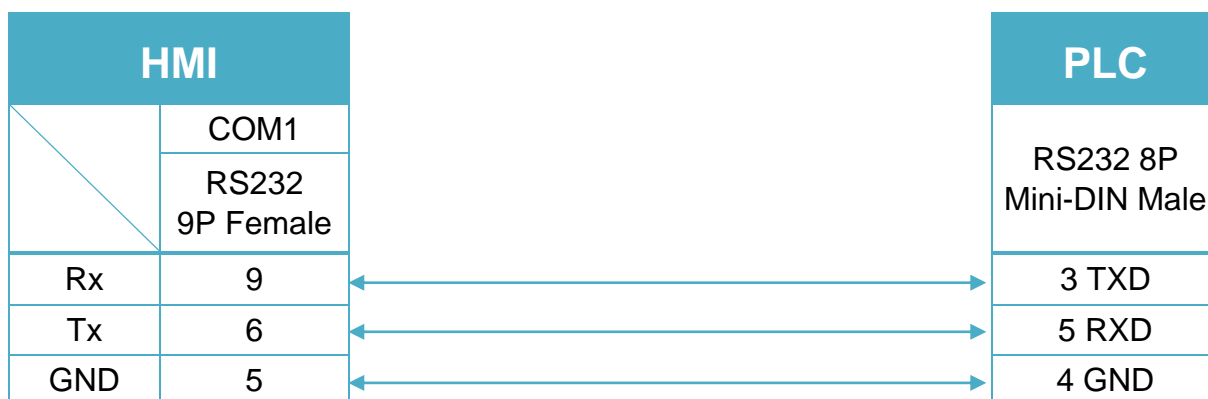 HMI
PLC
COM1
RS232
9P Female
RS232 8P
Mini-DIN Male
Rx 9 3 TXD
Tx 6 5 RXD
GND 5 4 GND